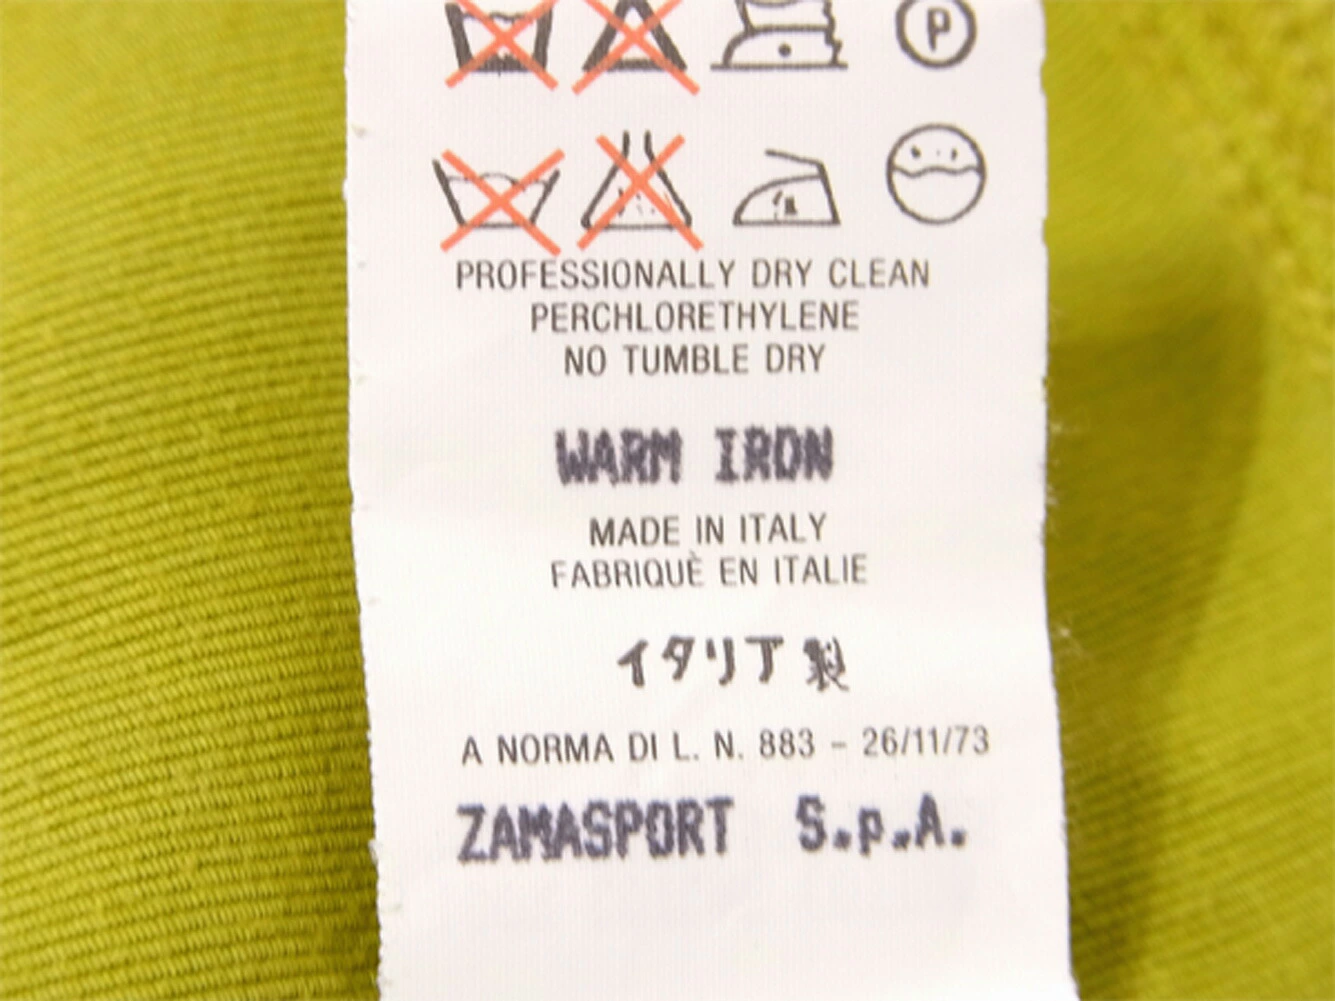 P
PROFESSIONALLY DRY CLEAN
PERCHLORETHYLENE
NO TUMBLE DRY
WARM IRON
MADE IN ITALY
FABRIQUÈ EN ITALIE
イタリア製
A NORMA DI L. N. 883 - 26/11/73
ZAMASPORT S.p.A.